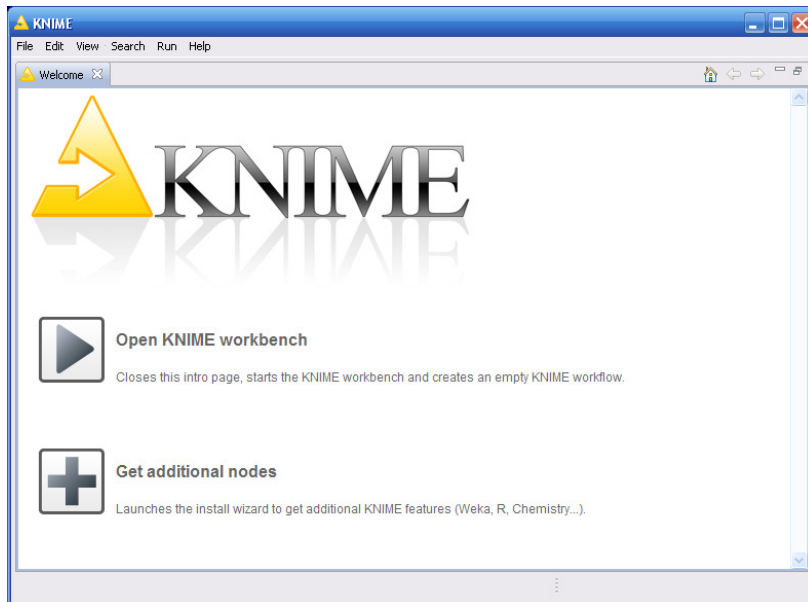 KNIME
File Edit View Search Run Help
Welcome
KNIME
Open KNIME workbench
Closes this intro page, starts the KNIME workbench and creates an empty KNIME workflow.
Get additional nodes
Launches the install wizard to get additional KNIME features (Weka, R, Chemistry...).